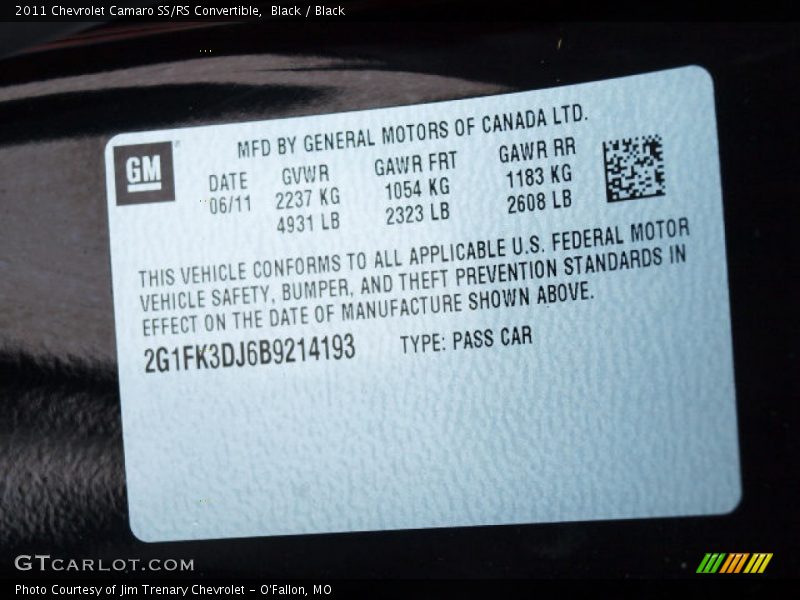 2011 Chevrolet Camaro SS/RS Convertible,  Black / Black
GM
MFD BY GENERAL MOTORS OF CANADA LTD.
DATE GVWR GAWR FRT GAWR RR
06/11 2237 KG 1054 KG 1183 KG
4931 LB 2323 LB 2608 LB
THIS VEHICLE CONFORMS TO ALL APPLICABLE U.S. FEDERAL MOTOR
VEHICLE SAFETY, BUMPER, AND THEFT PREVENTION STANDARDS IN
EFFECT ON THE DATE OF MANUFACTURE SHOWN ABOVE.
2G1FK3DJ6B9214193 TYPE: PASS CAR
GTCARLOT.COM
Photo Courtesy of Jim Trenary Chevrolet - O'Fallon, MO